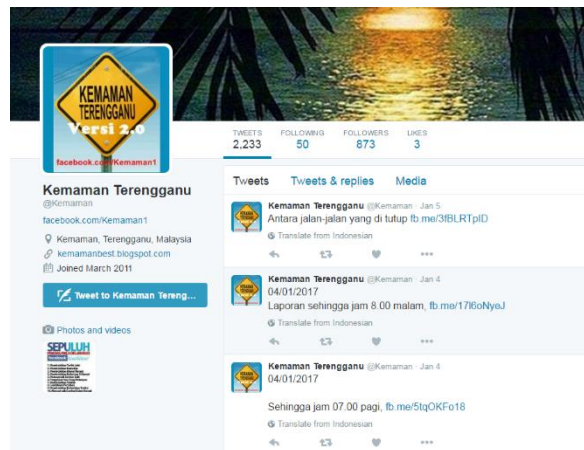 KEMAMAN
TERENGGANU
Versi 2.0
facebook.com/Kemaman1
TWEETS FOLLOWING FOLLOWERS LIKES
2,233 50 873 3
Kemaman Terengganu
@Kemaman
facebook.com/Kemaman1
Kemaman, Terengganu, Malaysia
kemamanbest.blogspot.com
Joined March 2011
Tweet to Kemaman Tereng...
Photos and videos
SEPULUH
Tweets Tweets & replies Media
Kemaman Terengganu @Kemaman · Jan 5
Antara jalan-jalan yang di tutup fb.me/3fBLRTpID
Translate from Indonesian
Kemaman Terengganu @Kemaman · Jan 4
04/01/2017
Laporan sehingga jam 8.00 malam, fb.me/17l6oNyeJ
Translate from Indonesian
Kemaman Terengganu @Kemaman · Jan 4
04/01/2017
Sehingga jam 07.00 pagi, fb.me/5tqOKFo18
Translate from Indonesian